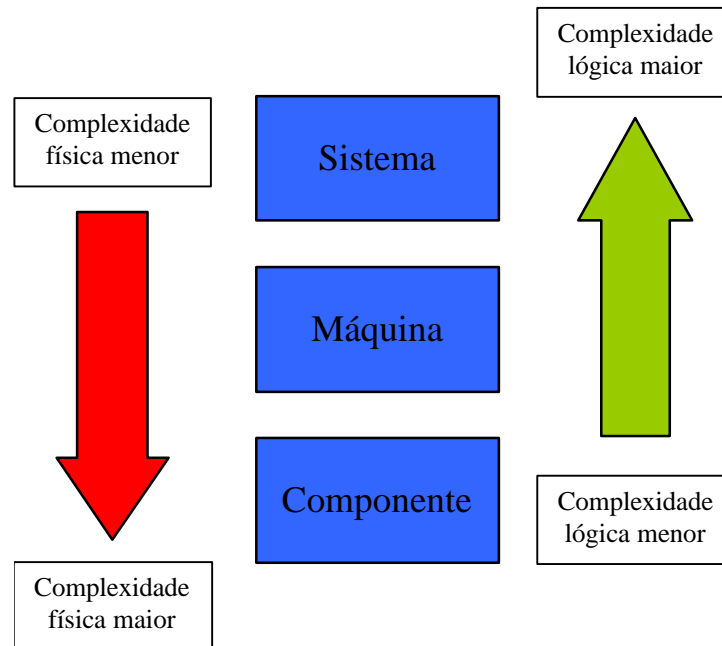 Complexidade
lógica maior
Complexidade
física menor
Sistema
Máquina
Componente
Complexidade
lógica menor
Complexidade
física maior